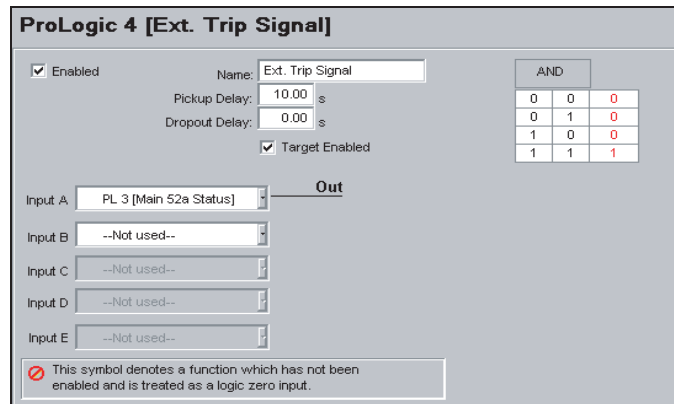 ProLogic 4 [Ext. Trip Signal]
Enabled
Name: Ext. Trip Signal
Pickup Delay: 10.00 s
Dropout Delay: 0.00 s
Target Enabled
AND
0 0 0
0 1 0
1 0 0
1 1 1
Input A PL 3 [Main 52a Status] Out
Input B --Not used--
Input C --Not used--
Input D --Not used--
Input E --Not used--
This symbol denotes a function which has not been
enabled and is treated as a logic zero input.